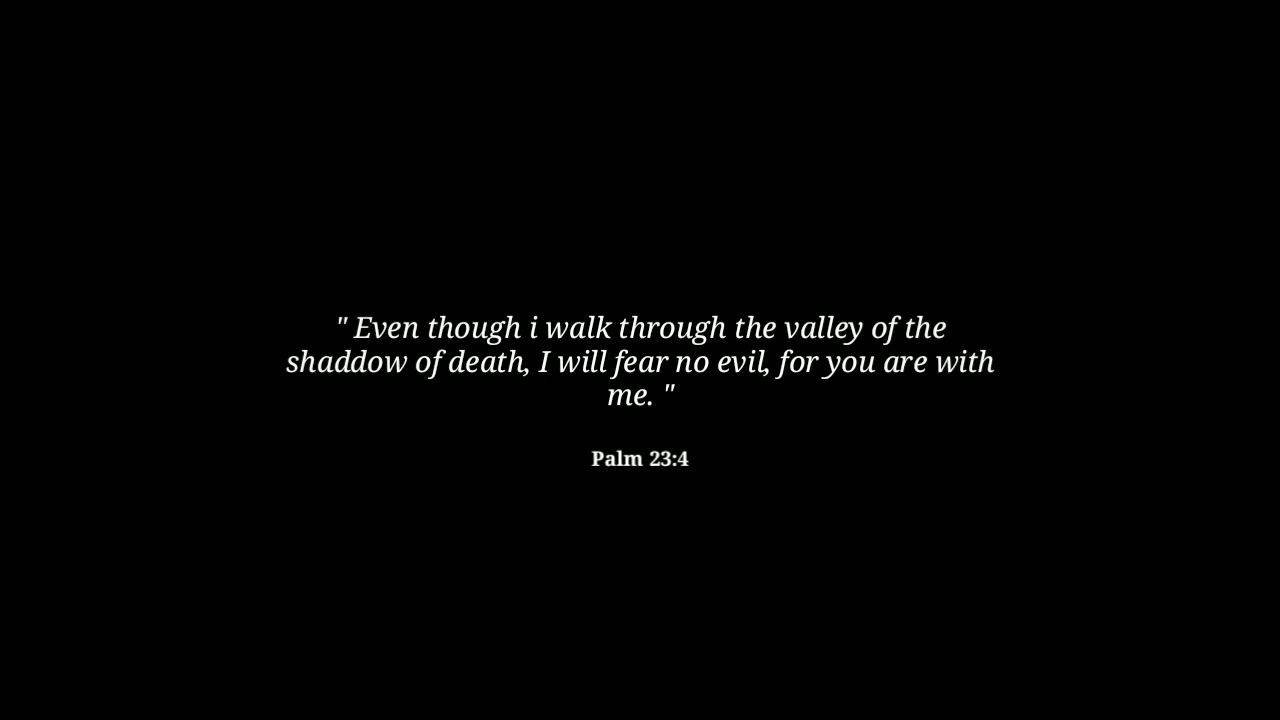 " Even though i walk through the valley of the
shaddow of death, I will fear no evil, for you are with
me. "
Palm 23:4